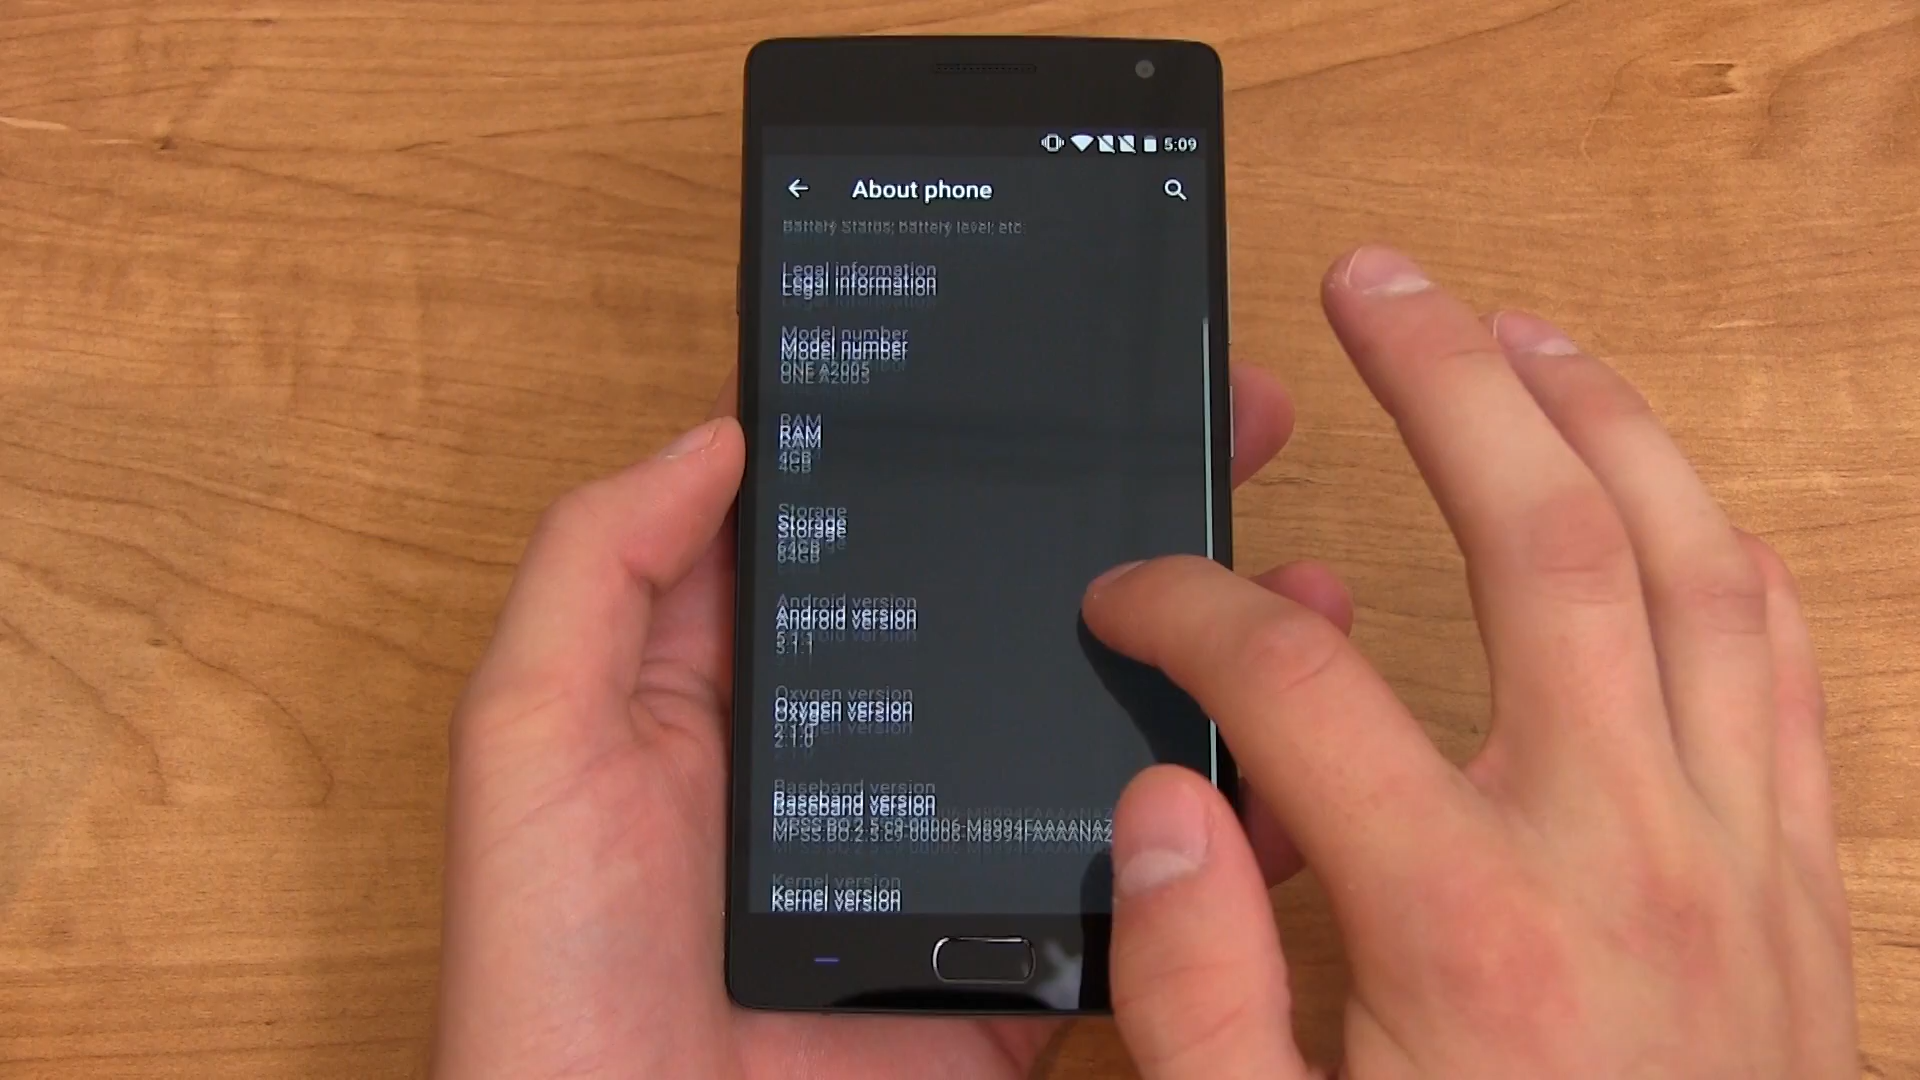 5:09
About phone
Battery Status, battery level, etc.
Legal information
Model number
ONE A2005
RAM
4GB
Storage
64GB
Android version
5.1.1
Oxygen version
2.1.0
Baseband version
Kernel version